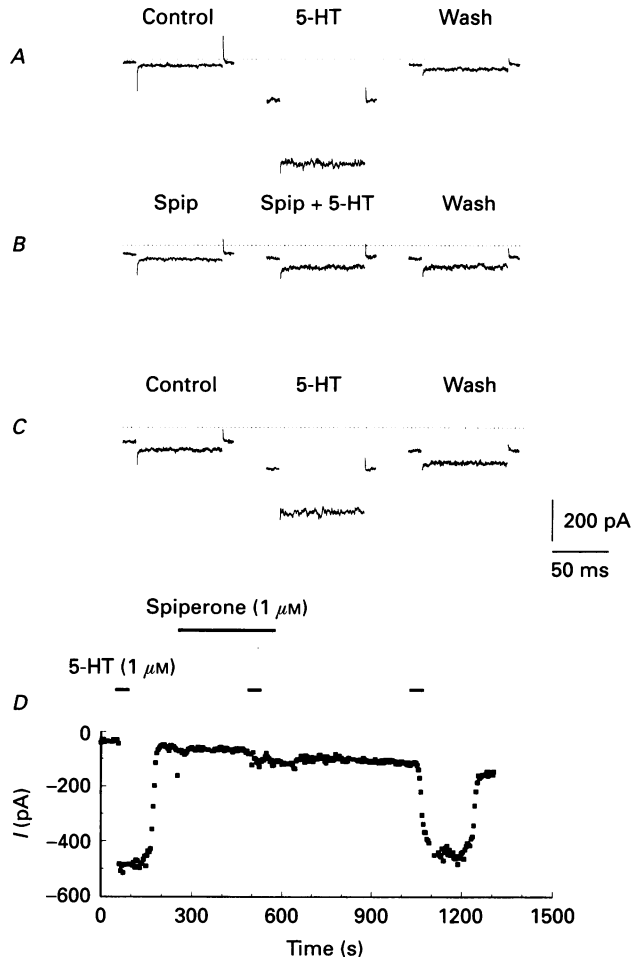 Control 5-HT Wash
A
Spip Spip + 5-HT Wash
B
Control 5-HT Wash
C
200 pA
50 ms
Spiperone (1 μM)
5-HT (1 μM)
D
0
−200
−400
−600
I (pA)
0 300 600 900 1200 1500
Time (s)